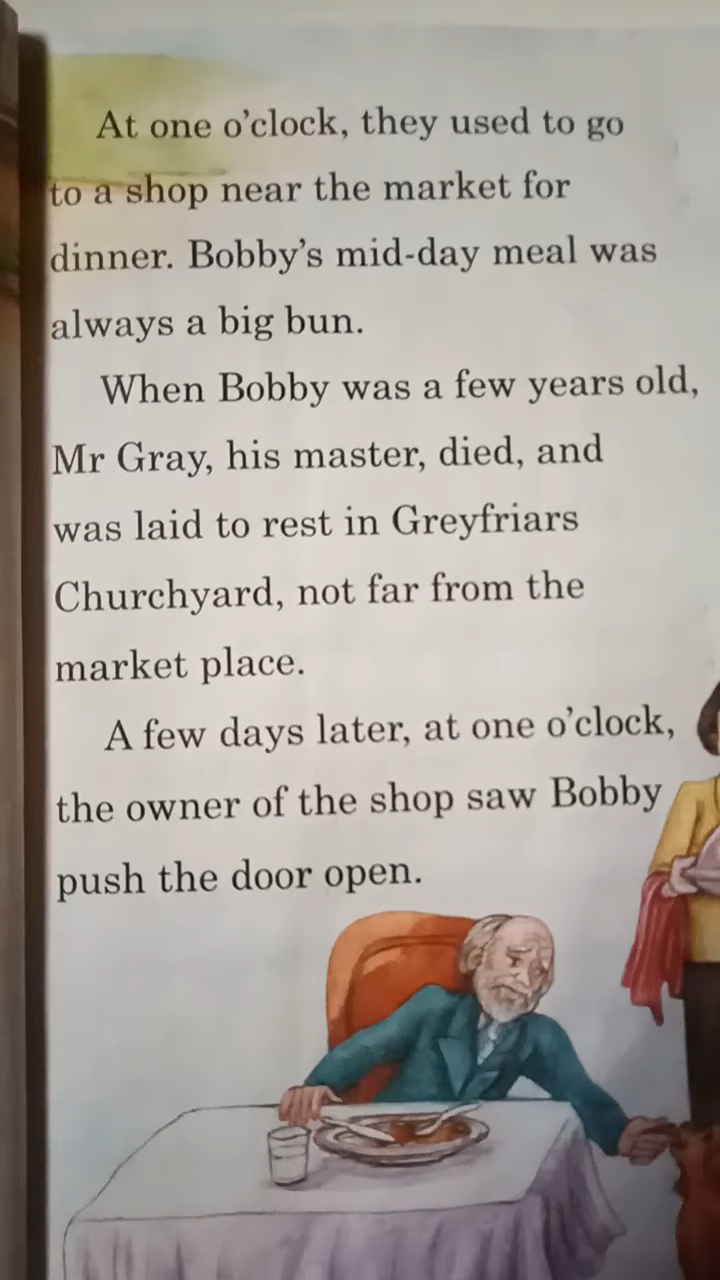 At one o'clock, they used to go
to a shop near the market for
dinner. Bobby's mid-day meal was
always a big bun.
When Bobby was a few years old,
Mr Gray, his master, died, and
was laid to rest in Greyfriars
Churchyard, not far from the
market place.
A few days later, at one o'clock,
the owner of the shop saw Bobby
push the door open.